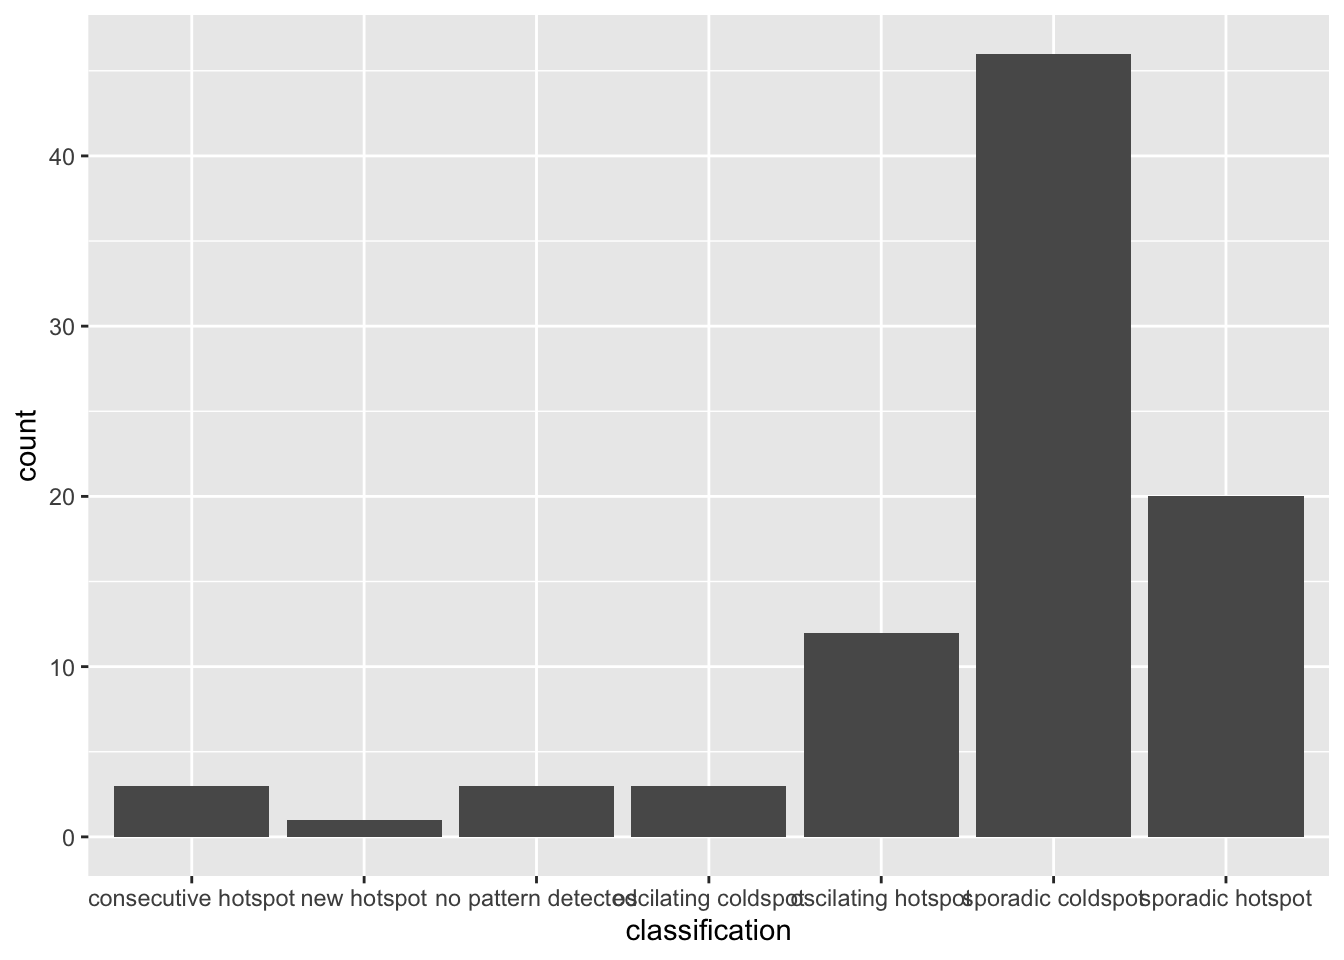 count
40
30
20
10
0
consecutive hotspot new hotspot no pattern detected oscilating coldspot oscilating hotspot sporadic coldspot sporadic hotspot
classification